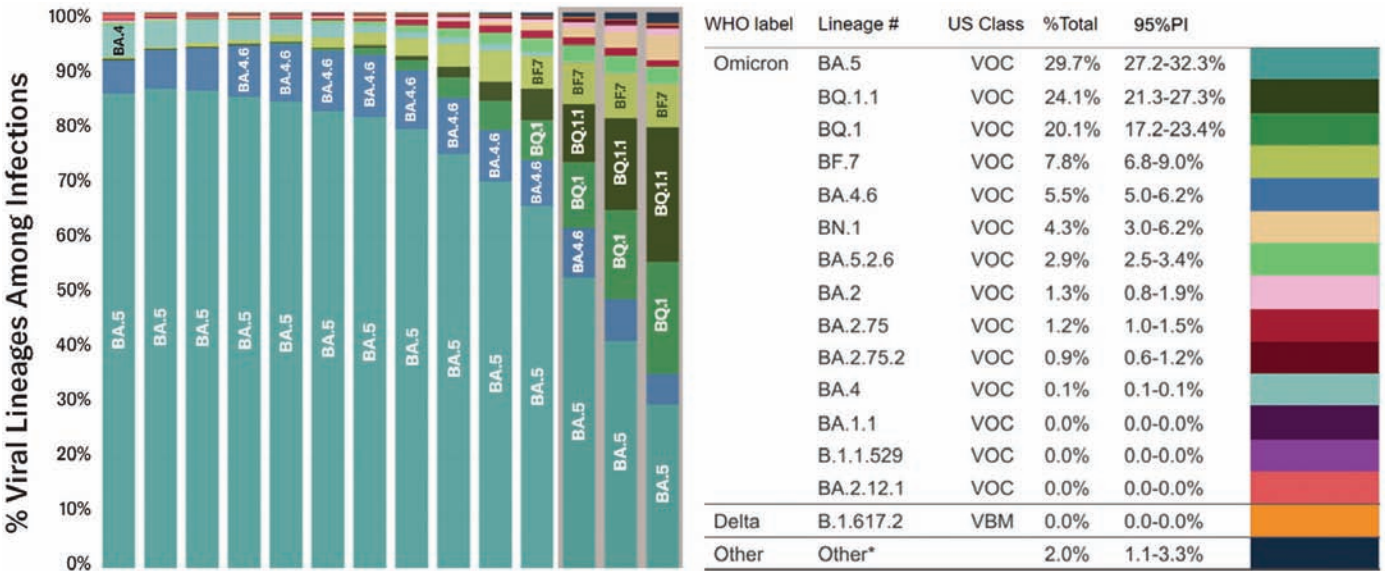 % Viral Lineages Among Infections
100%
90%
80%
70%
60%
50%
40%
30%
20%
10%
0%
BA.4
BA.5
BA.5
BA.5
BA.4.6
BA.5
BA.4.6
BA.5
BA.4.6
BA.5
BA.4.6
BA.5
BA.4.6
BA.5
BA.4.6
BA.5
BA.4.6
BA.5
BF.7
BQ.1
BA.4.6
BA.5
BF.7
BQ.1.1
BQ.1
BA.4.6
BA.5
BF.7
BQ.1.1
BQ.1
BA.5
BF.7
BQ.1.1
BQ.1
BA.5
WHO label Lineage # US Class %Total 95%PI
Omicron BA.5 VOC 29.7% 27.2-32.3%
BQ.1.1 VOC 24.1% 21.3-27.3%
BQ.1 VOC 20.1% 17.2-23.4%
BF.7 VOC 7.8% 6.8-9.0%
BA.4.6 VOC 5.5% 5.0-6.2%
BN.1 VOC 4.3% 3.0-6.2%
BA.5.2.6 VOC 2.9% 2.5-3.4%
BA.2 VOC 1.3% 0.8-1.9%
BA.2.75 VOC 1.2% 1.0-1.5%
BA.2.75.2 VOC 0.9% 0.6-1.2%
BA.4 VOC 0.1% 0.1-0.1%
BA.1.1 VOC 0.0% 0.0-0.0%
B.1.1.529 VOC 0.0% 0.0-0.0%
BA.2.12.1 VOC 0.0% 0.0-0.0%
Delta B.1.617.2 VBM 0.0% 0.0-0.0%
Other Other* 2.0% 1.1-3.3%